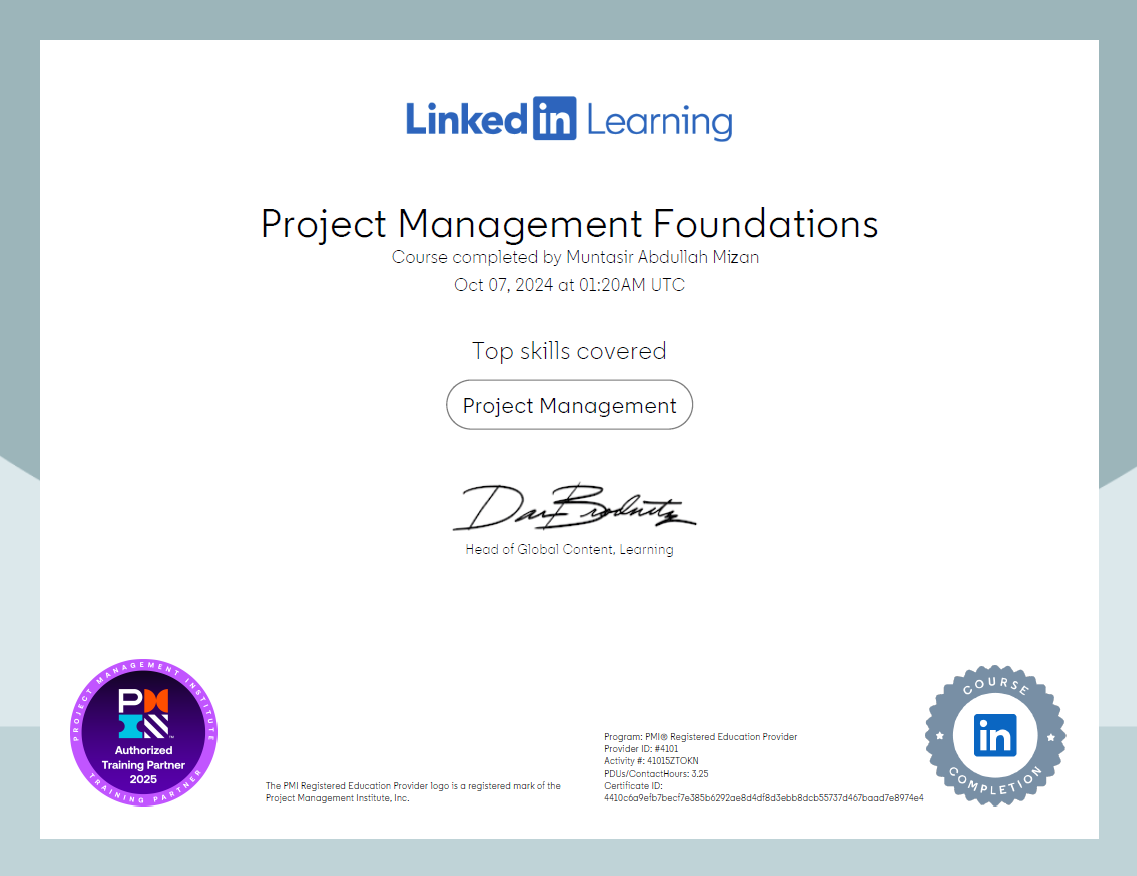 Linked in Learning
Project Management Foundations
Course completed by Muntasir Abdullah Mizan
Oct 07, 2024 at 01:20AM UTC
Top skills covered
Project Management
Dan Brodnitz
Head of Global Content, Learning
PROJECT MANAGEMENT INSTITUTE
PM
Authorized
Training Partner
2025
TRAINING PARTNER
The PMI Registered Education Provider logo is a registered mark of the
Project Management Institute, Inc.
Program: PMI® Registered Education Provider
Provider ID: #4101
Activity #: 41015ZTOKN
PDUs/ContactHours: 3.25
Certificate ID:
4410c6a9efb7becf7e385b6292ae8d4df8d3ebb8dcb55737d467baad7e8974e4
COURSE
in
COMPLETION